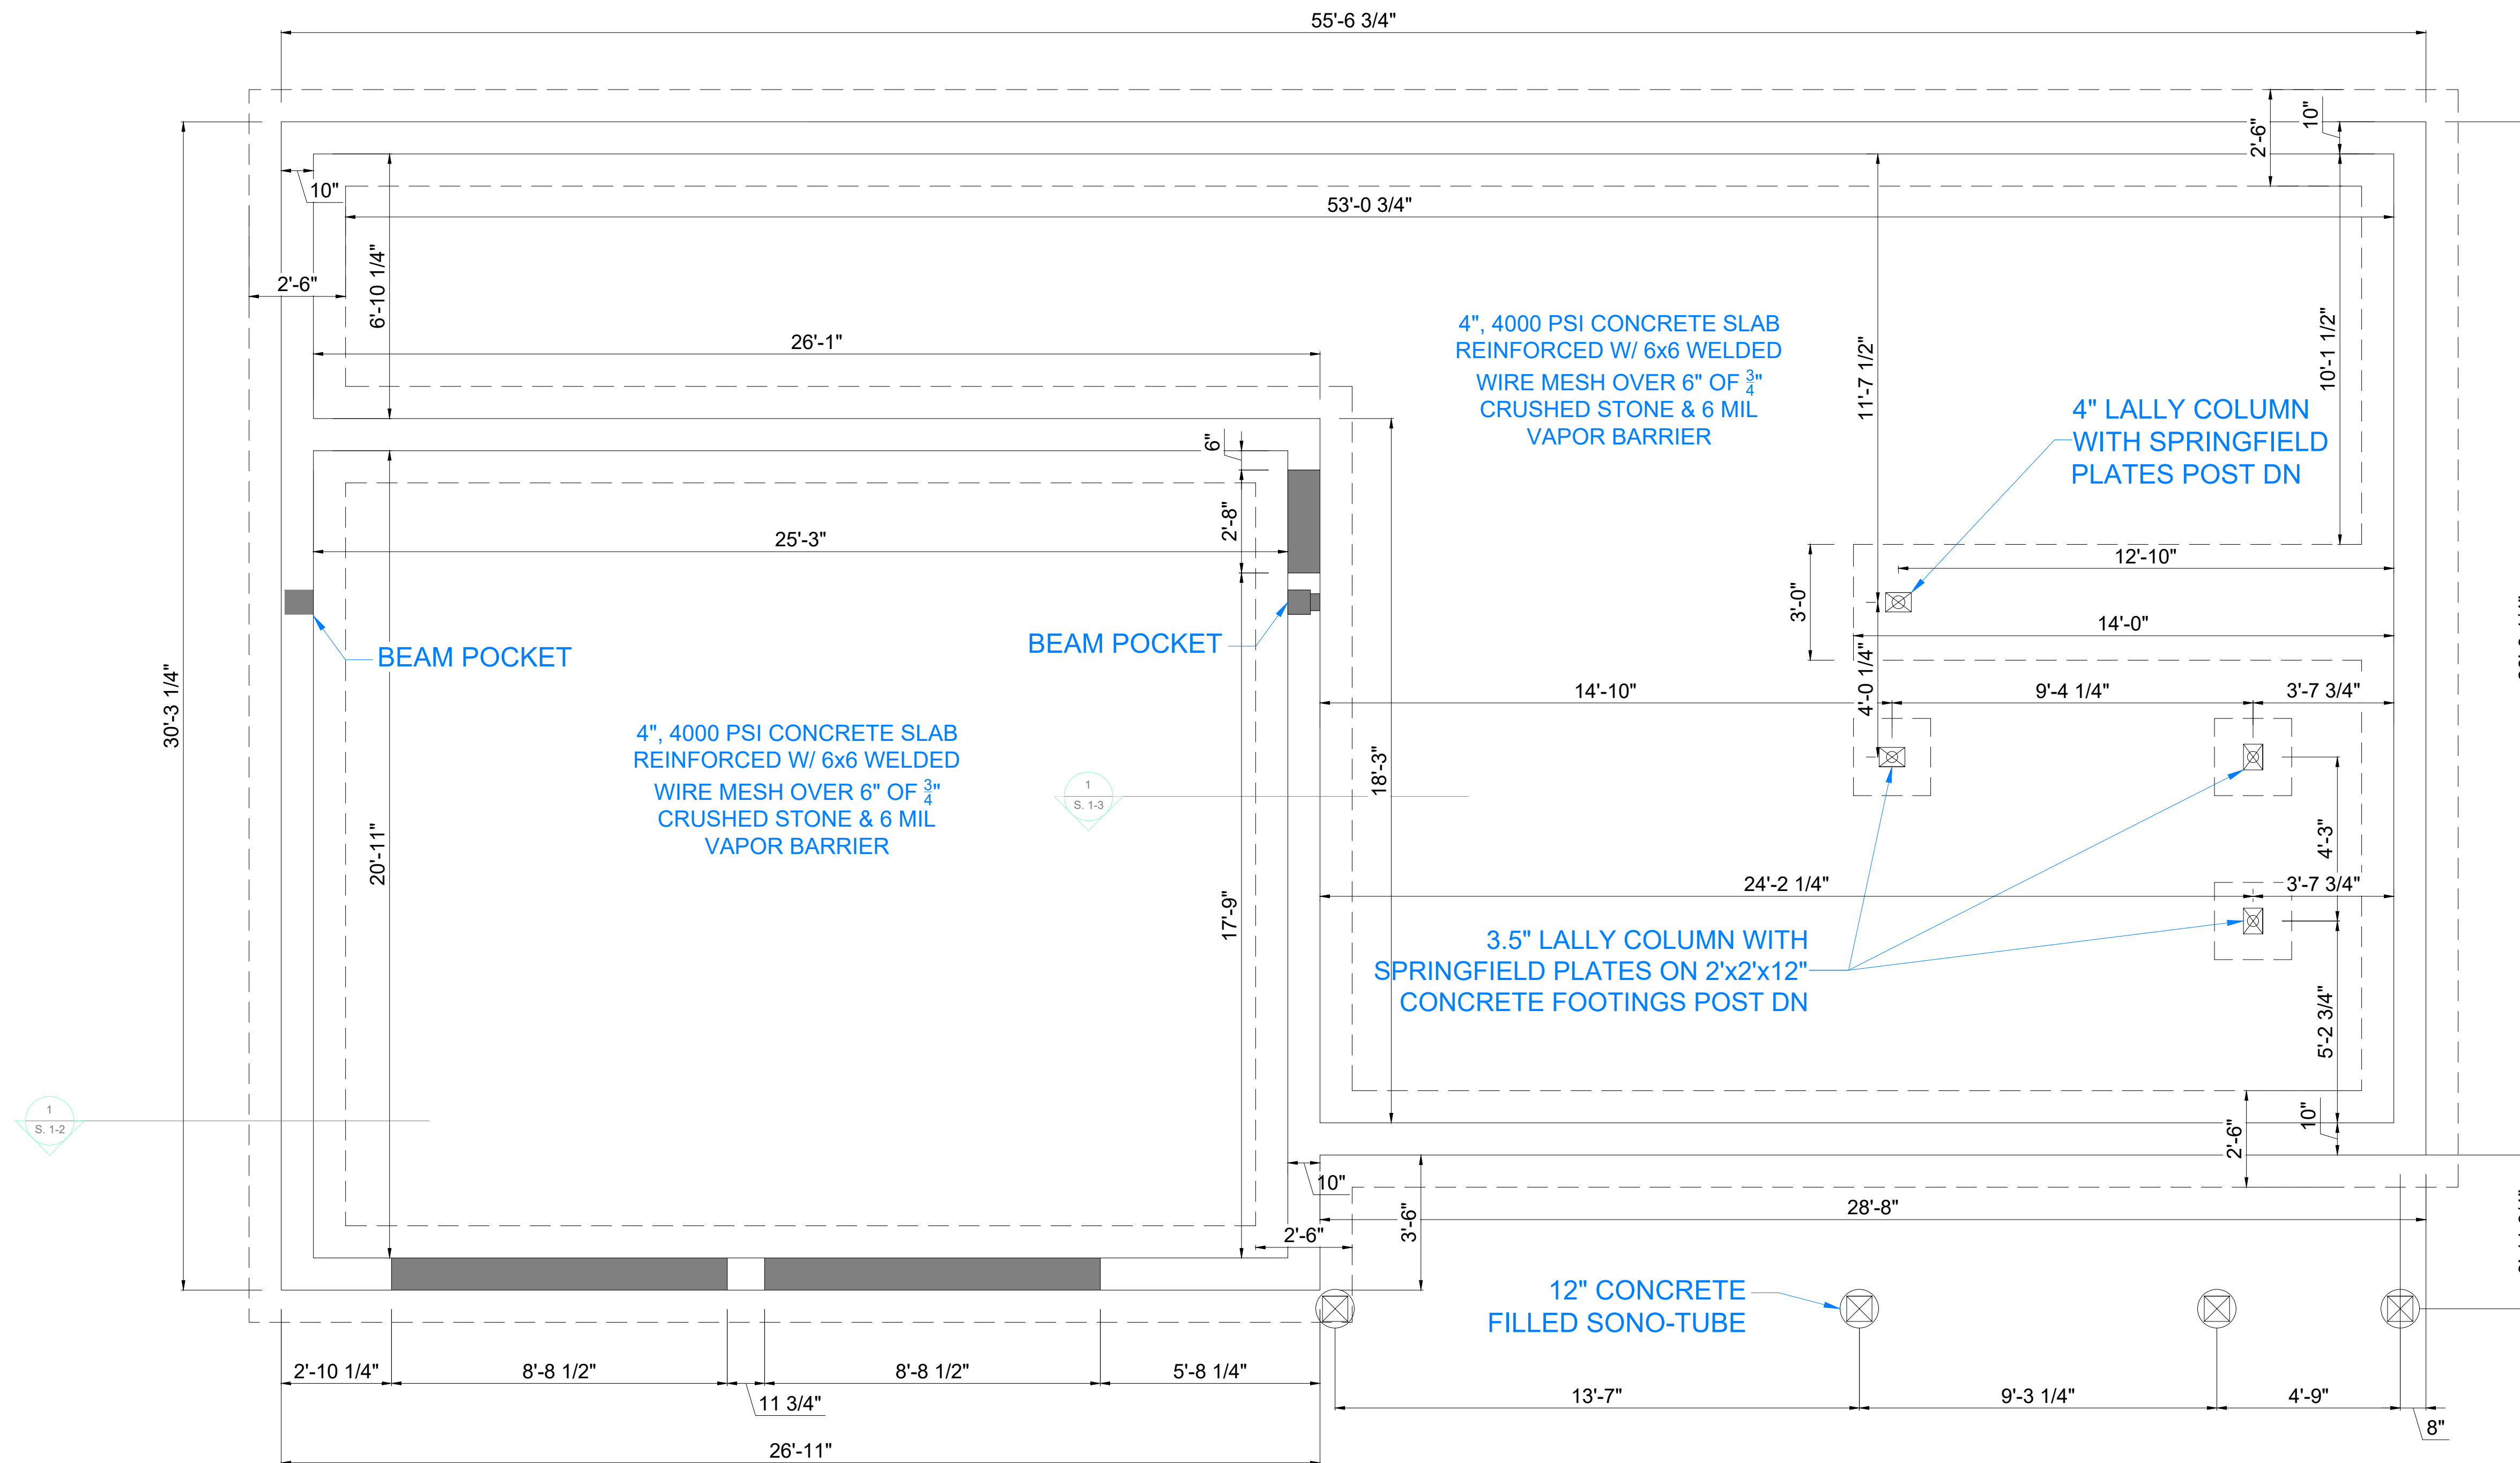 55'-6 3/4"
10"
2'-6"
10"
53'-0 3/4"
2'-6"
6'-10 1/4"
26'-1"
4", 4000 PSI CONCRETE SLAB
REINFORCED W/ 6x6 WELDED
WIRE MESH OVER 6" OF 3/4"
CRUSHED STONE & 6 MIL
VAPOR BARRIER
11'-7 1/2"
10'-1 1/2"
4" LALLY COLUMN
WITH SPRINGFIELD
PLATES POST DN
6"
2'-8"
25'-3"
12'-10"
3'-0"
14'-0"
BEAM POCKET
BEAM POCKET
30'-3 1/4"
4'-0 1/4"
14'-10"
9'-4 1/4"
3'-7 3/4"
4", 4000 PSI CONCRETE SLAB
REINFORCED W/ 6x6 WELDED
WIRE MESH OVER 6" OF 3/4"
CRUSHED STONE & 6 MIL
VAPOR BARRIER
1
S. 1-3
18'-3"
20'-11"
17'-9"
4'-3"
24'-2 1/4"
3'-7 3/4"
3.5" LALLY COLUMN WITH
SPRINGFIELD PLATES ON 2'x2'x12"
CONCRETE FOOTINGS POST DN
5'-2 3/4"
1
S. 1-2
10"
2'-6"
10"
28'-8"
3'-6"
2'-6"
12" CONCRETE
FILLED SONO-TUBE
2'-10 1/4"
8'-8 1/2"
11 3/4"
8'-8 1/2"
5'-8 1/4"
13'-7"
9'-3 1/4"
4'-9"
8"
26'-11"